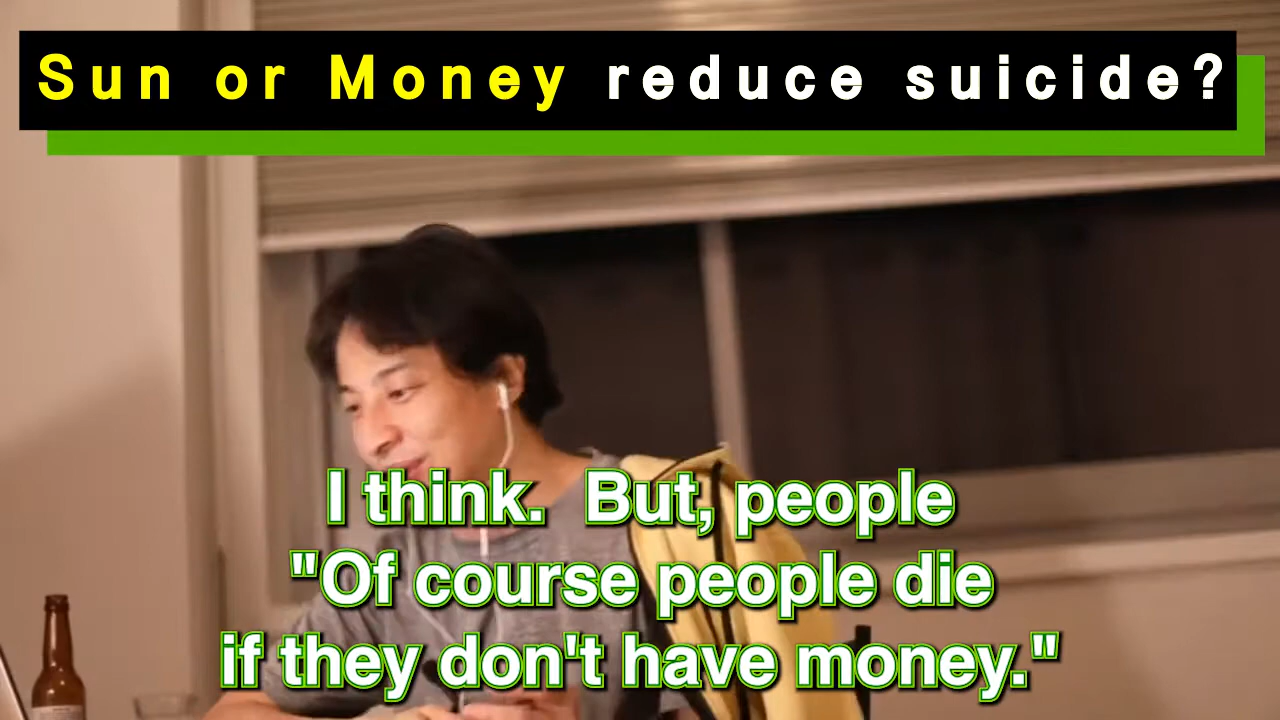 Sun or Money reduce suicide?
I think. But, people
"Of course people die
if they don't have money."